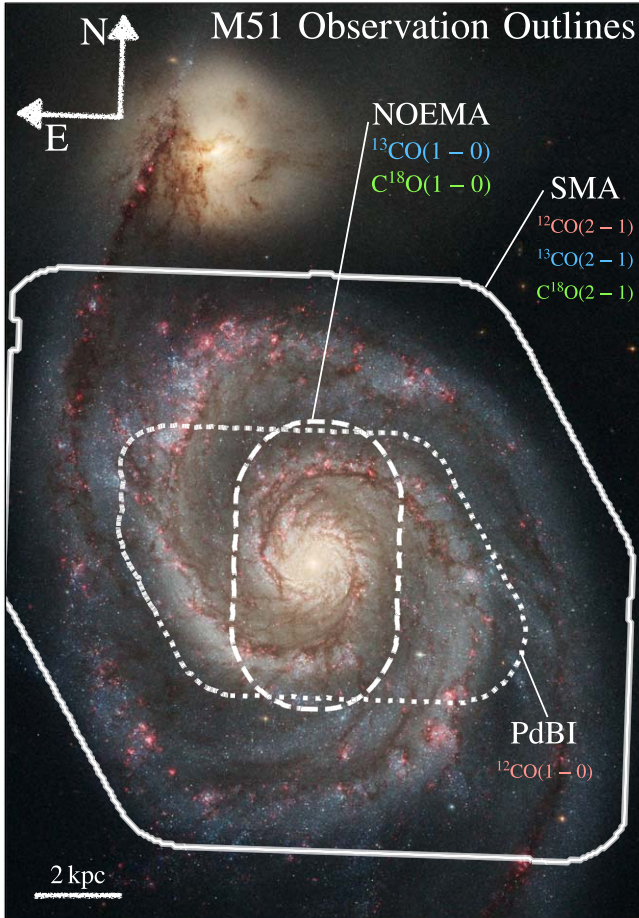 M51 Observation Outlines
N
E
NOEMA
¹³CO(1 − 0)
C¹⁸O(1 − 0)
SMA
¹²CO(2 − 1)
¹³CO(2 − 1)
C¹⁸O(2 − 1)
PdBI
¹²CO(1 − 0)
2 kpc